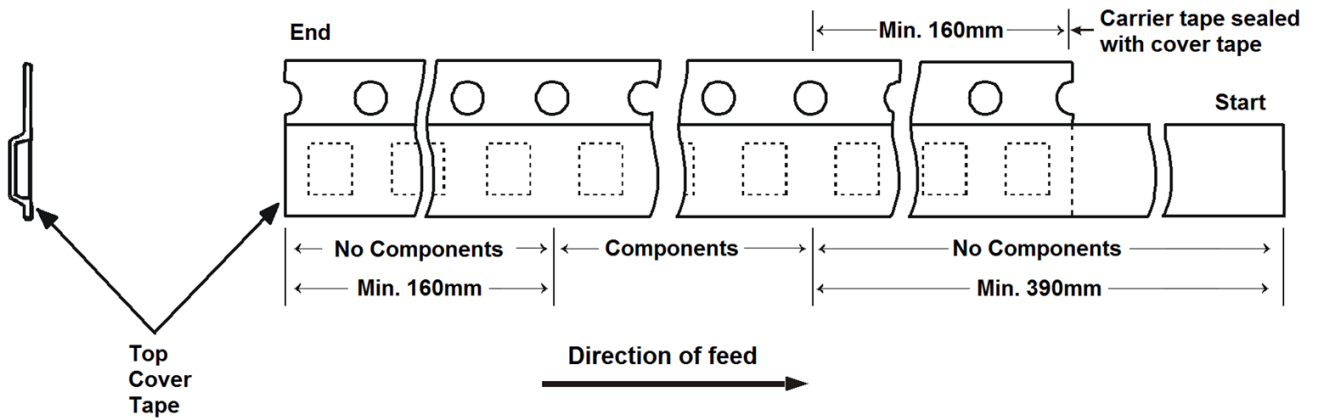 End
Min. 160mm
Carrier tape sealed
with cover tape
Start
No Components
Components
No Components
Min. 160mm
Min. 390mm
Top
Cover
Tape
Direction of feed